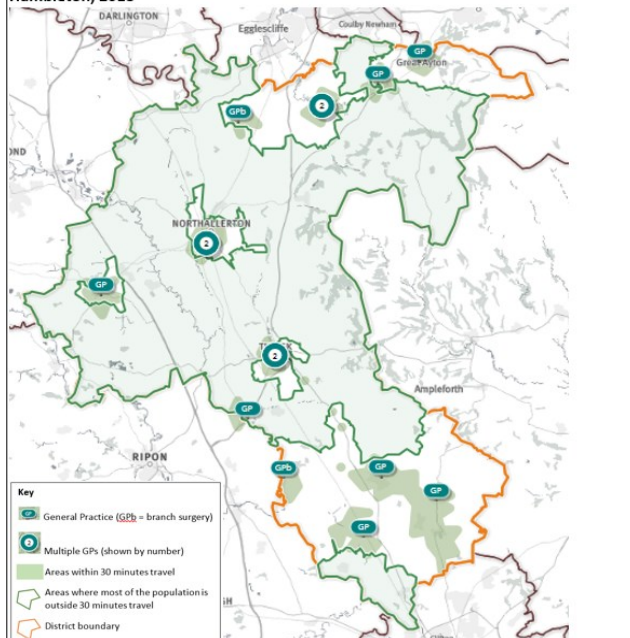 DARLINGTON
Egglescliffe
Coulby Newham
GP
Great Ayton
GP
GPb
2
NORTHALLERTON
2
GP
2
Ampleforth
GP
RIPON
GPb
GP
GP
GP
Key
GP General Practice (GPb = branch surgery)
2 Multiple GPs (shown by number)
Areas within 30 minutes travel
Areas where most of the population is
outside 30 minutes travel
District boundary